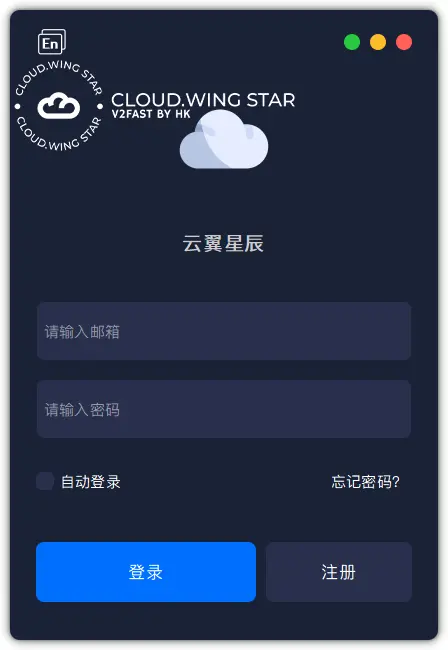 En
CLOUD.WING STAR
CLOUD.WING STAR
CLOUD.WING STAR
V2FAST BY HK
云翼星辰
请输入邮箱
请输入密码
自动登录
忘记密码?
登录
注册